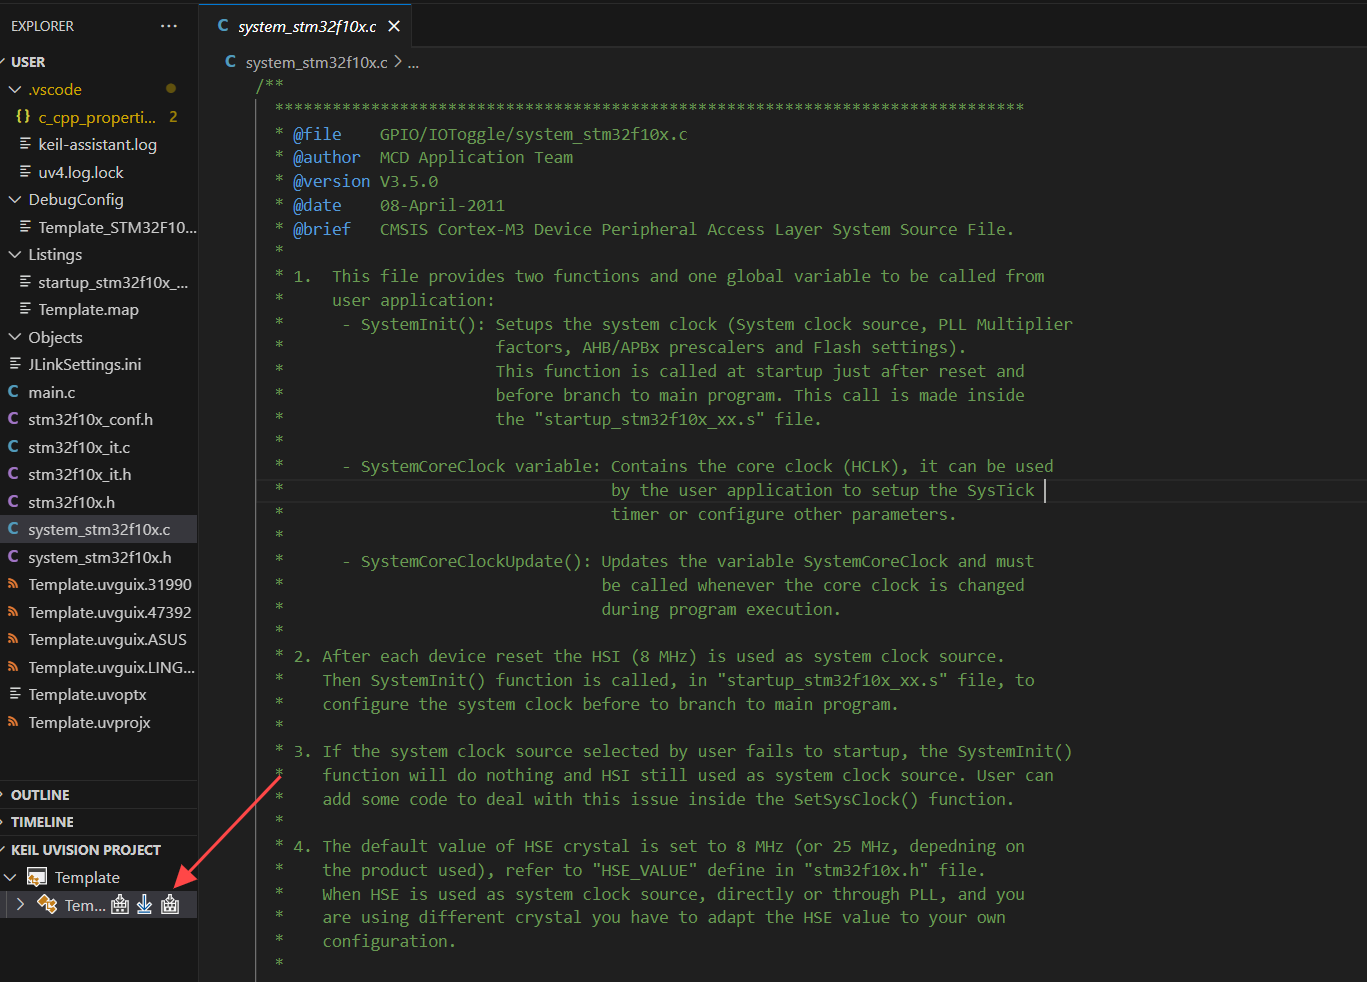 EXPLORER
USER
.vscode
{} c_cpp_properti... 2
keil-assistant.log
uv4.log.lock
DebugConfig
Template_STM32F10...
Listings
startup_stm32f10x_...
Template.map
Objects
JLinkSettings.ini
C main.c
C stm32f10x_conf.h
C stm32f10x_it.c
C stm32f10x_it.h
C stm32f10x.h
C system_stm32f10x.c
C system_stm32f10x.h
Template.uvguix.31990
Template.uvguix.47392
Template.uvguix.ASUS
Template.uvguix.LING...
Template.uvoptx
Template.uvprojx
OUTLINE
TIMELINE
KEIL UVISION PROJECT
Template
Tem...
C system_stm32f10x.c
C system_stm32f10x.c > ...
/**
******************************************************************************
* @file    GPIO/IOToggle/system_stm32f10x.c
* @author  MCD Application Team
* @version V3.5.0
* @date    08-April-2011
* @brief   CMSIS Cortex-M3 Device Peripheral Access Layer System Source File.
*
* 1.  This file provides two functions and one global variable to be called from
*     user application:
*      - SystemInit(): Setups the system clock (System clock source, PLL Multiplier
*                      factors, AHB/APBx prescalers and Flash settings).
*                      This function is called at startup just after reset and
*                      before branch to main program. This call is made inside
*                      the "startup_stm32f10x_xx.s" file.
*
*      - SystemCoreClock variable: Contains the core clock (HCLK), it can be used
*                                  by the user application to setup the SysTick
*                                  timer or configure other parameters.
*
*      - SystemCoreClockUpdate(): Updates the variable SystemCoreClock and must
*                                 be called whenever the core clock is changed
*                                 during program execution.
*
* 2. After each device reset the HSI (8 MHz) is used as system clock source.
*    Then SystemInit() function is called, in "startup_stm32f10x_xx.s" file, to
*    configure the system clock before to branch to main program.
*
* 3. If the system clock source selected by user fails to startup, the SystemInit()
*    function will do nothing and HSI still used as system clock source. User can
*    add some code to deal with this issue inside the SetSysClock() function.
*
* 4. The default value of HSE crystal is set to 8 MHz (or 25 MHz, depedning on
*    the product used), refer to "HSE_VALUE" define in "stm32f10x.h" file.
*    When HSE is used as system clock source, directly or through PLL, and you
*    are using different crystal you have to adapt the HSE value to your own
*    configuration.
*